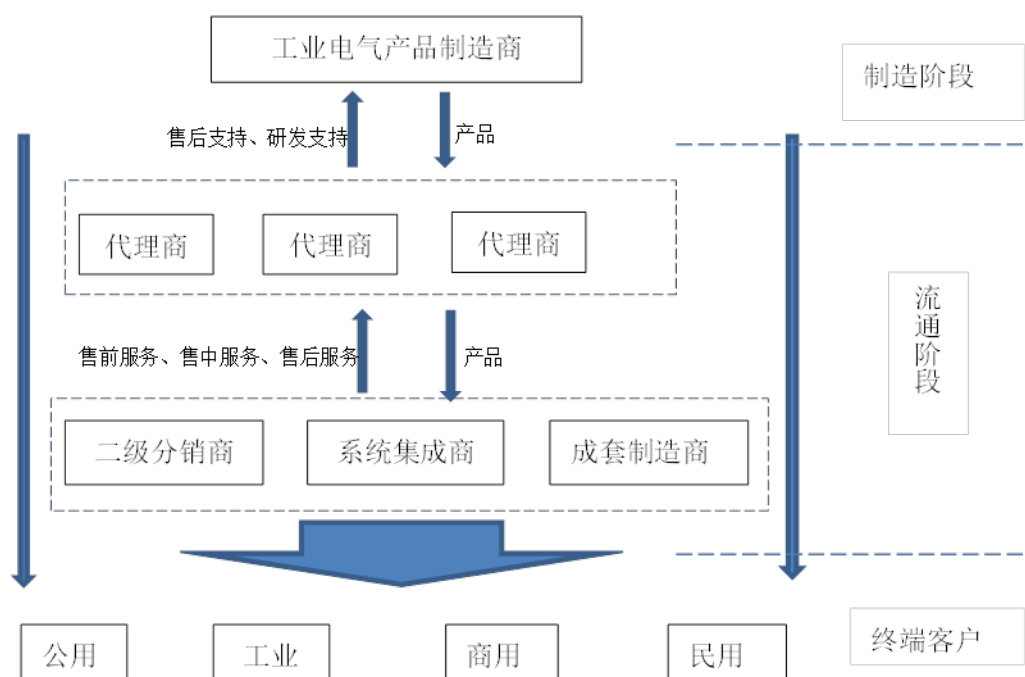 工业电气产品制造商
制造阶段
售后支持、研发支持
产品
代理商
代理商
代理商
流通阶段
售前服务、售中服务、售后服务
产品
二级分销商
系统集成商
成套制造商
公用
工业
商用
民用
终端客户